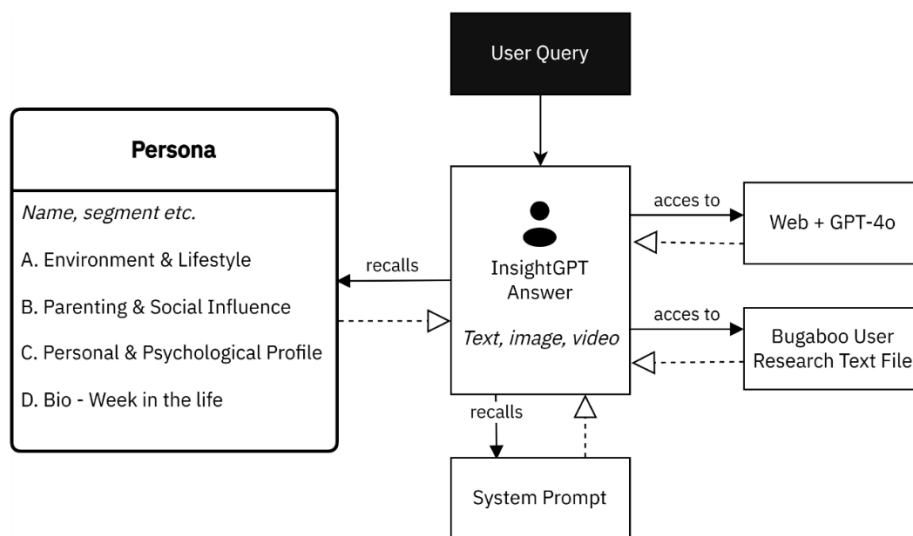 User Query
Persona
Name, segment etc.
A. Environment & Lifestyle
B. Parenting & Social Influence
C. Personal & Psychological Profile
D. Bio - Week in the life
recalls
InsightGPT
Answer
Text, image, video
acces to
Web + GPT-4o
acces to
Bugaboo User
Research Text File
recalls
System Prompt